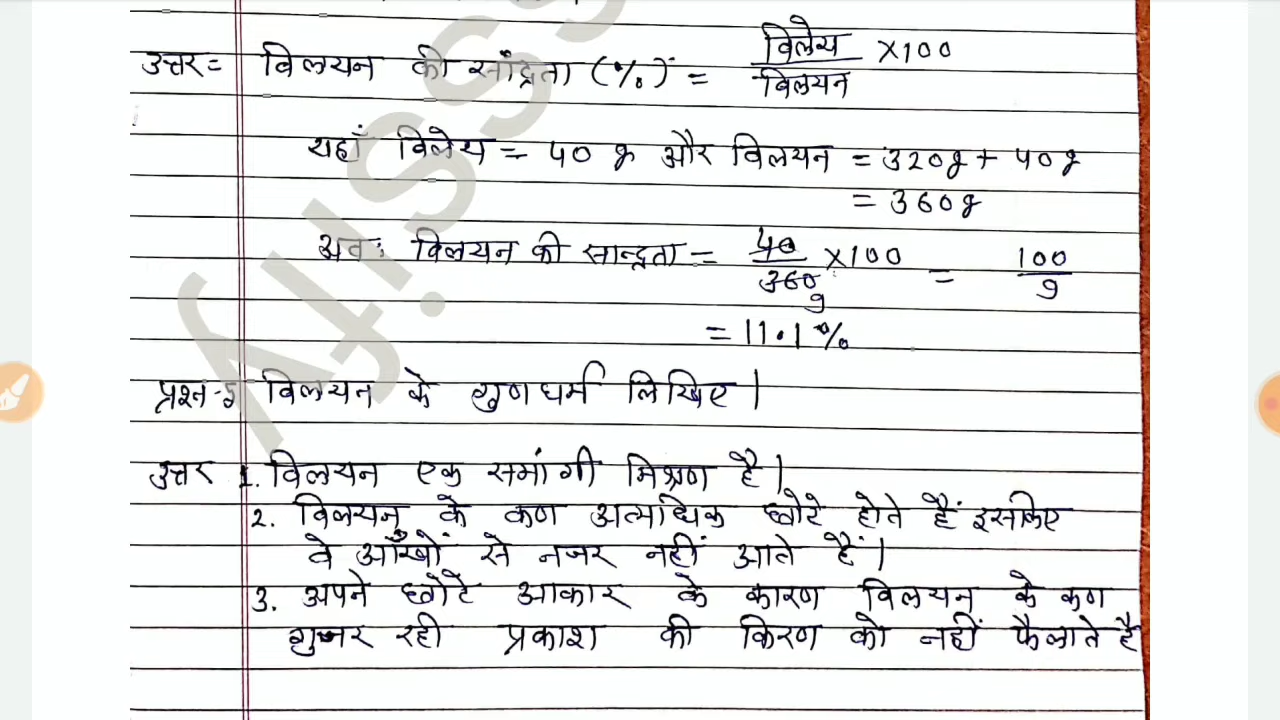 विलेय
उत्तर= विलयन की सांद्रता (%) = ×100
विलयन
यहाँ विलेय = 40 g और विलयन = 320g + 40g
= 360g
अतः विलयन की सान्द्रता = 40/360 ×100 = 100/9
9
= 11.1 %
प्रश्न-5 विलयन के गुणधर्म लिखिए।
उत्तर 1. विलयन एक समांगी मिश्रण है।
2. विलयन के कण अत्यधिक छोटे होते हैं इसलिए
वे आँखों से नजर नहीं आते हैं।
3. अपने छोटे आकार के कारण विलयन के कण
गुजर रही प्रकाश की किरण को नहीं फैलाते है
ssify